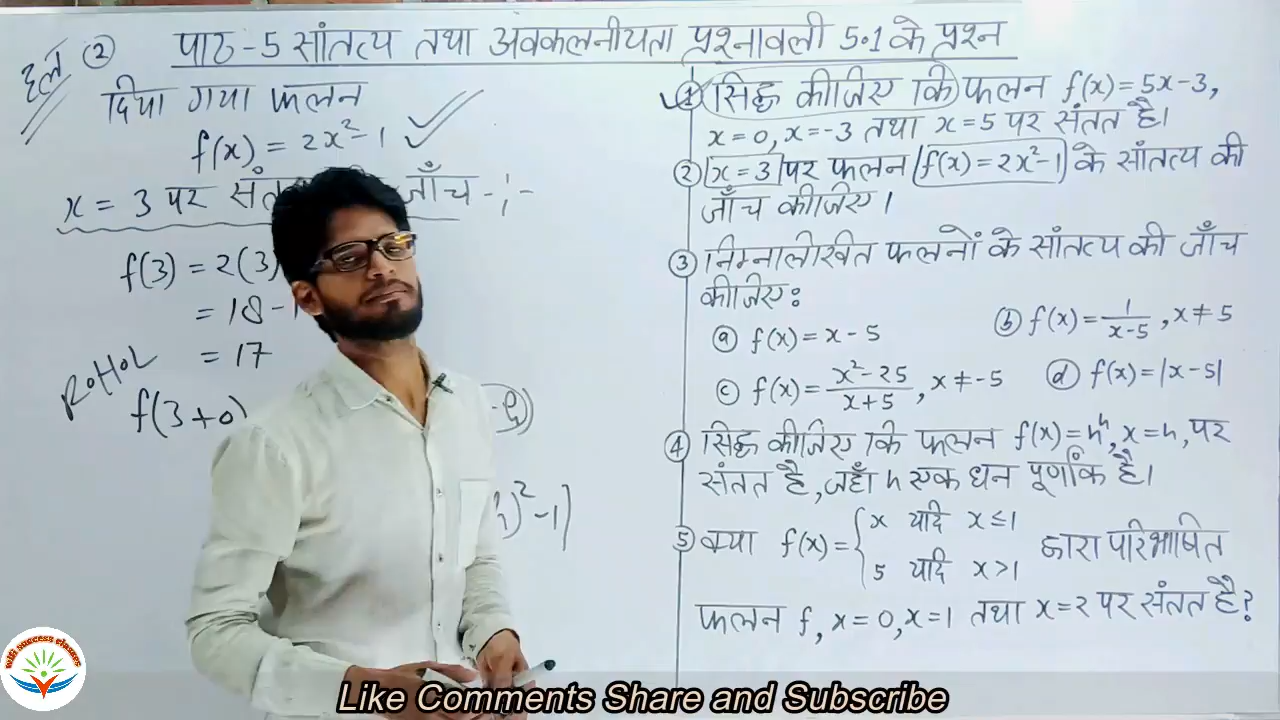 हल ② पाठ-5 सांतत्य तथा अवकलनीयता प्रश्नावली 5.1 के प्रश्न
दिया गया फलन
f(x) = 2x²-1
x = 3 पर जाँच -:-
f(3) = 2(3)
= 18 -
= 17
R.H.L
f(3+0)
)² -1]
① सिद्ध कीजिए कि फलन f(x)=5x-3,
x=0, x=-3 तथा x=5 पर संतत है।
② x=3 पर फलन f(x)=2x²-1 के सांतत्य की
जाँच कीजिए।
③ निम्नलिखित फलनों के सांतत्य की जाँच
कीजिए:
ⓐ f(x)=x-5 ⓑ f(x)=1/(x-5), x≠5
ⓒ f(x)=(x²-25)/(x+5), x≠-5 ⓓ f(x)=|x-5|
④ सिद्ध कीजिए कि फलन f(x)=xⁿ, x=n, पर
संतत है, जहाँ n एक धन पूर्णांक है।
⑤ क्या f(x)={x यदि x≤1
5 यदि x>1 द्वारा परिभाषित
फलन f, x=0, x=1 तथा x=2 पर संतत है?
Like Comments Share and Subscribe